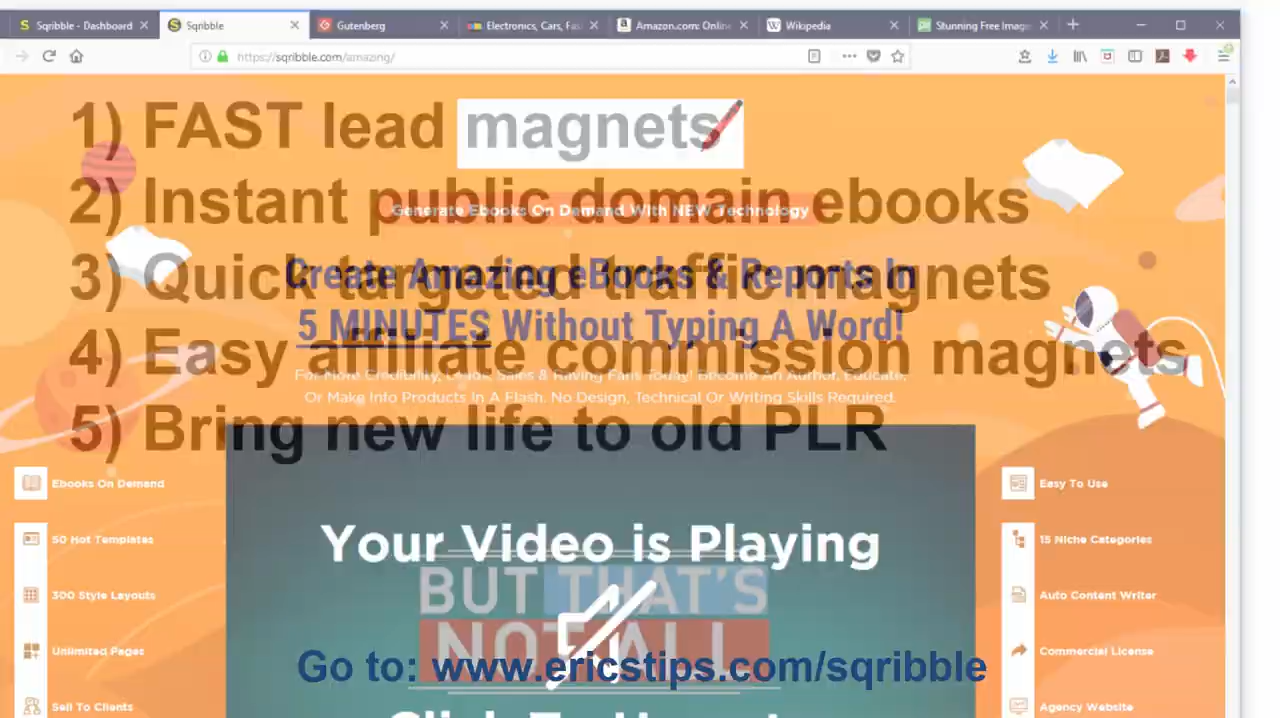 Sqribble - Dashboard
Sqribble
Gutenberg
Electronics, Cars, Fas
Amazon.com: Onlin
Wikipedia
Stunning Free Image
https://sqribble.com/amazing/
1) FAST lead magnets
2) Instant public domain ebooks
Generate Ebooks On Demand With NEW Technology
3) Quick targeted traffic magnets
Create Amazing eBooks & Reports In
5 MINUTES Without Typing A Word!
4) Easy affiliate commission magnets
For More Credibility, Leads, Sales & Raving Fans Today! Become An Author, Educate,
Or Make Into Products In A Flash. No Design, Technical Or Writing Skills Required.
5) Bring new life to old PLR
Ebooks On Demand
Easy To Use
50 Hot Templates
15 Niche Categories
Your Video is Playing
BUT THAT'S
NOT ALL
300 Style Layouts
Auto Content Writer
Unlimited Pages
Commercial License
Go to: www.ericstips.com/sqribble
Sell To Clients
Agency Website